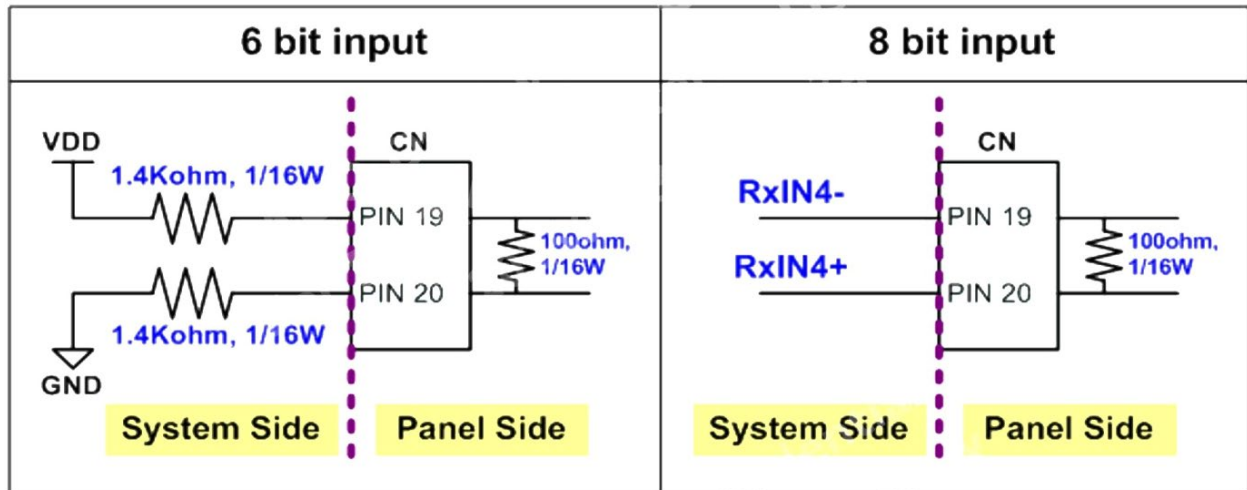 6 bit input
8 bit input
VDD
CN
1.4Kohm, 1/16W
PIN 19
100ohm,
1/16W
PIN 20
1.4Kohm, 1/16W
GND
System Side
Panel Side
CN
RxIN4-
PIN 19
100ohm,
1/16W
RxIN4+
PIN 20
System Side
Panel Side